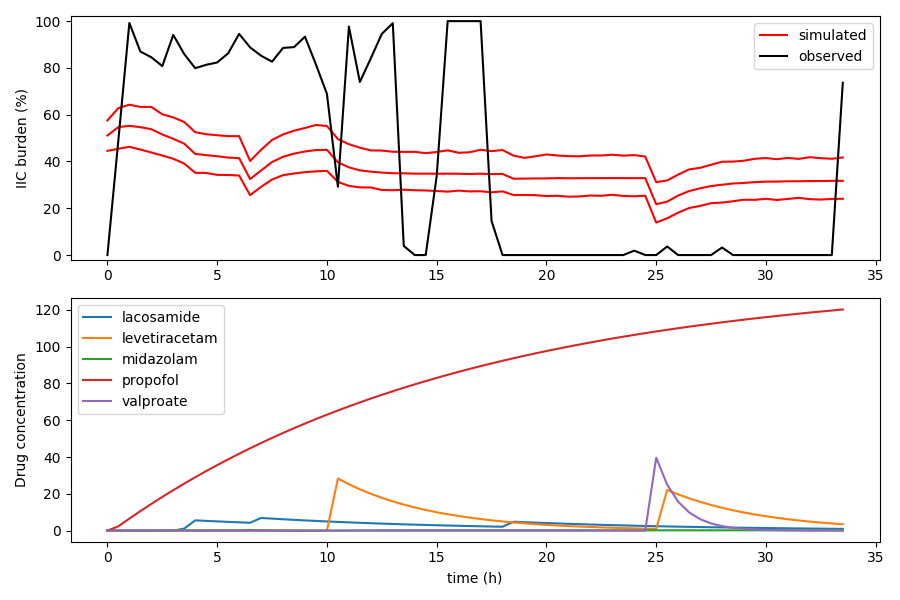 100
80
60
40
20
0
IIC burden (%)
simulated
observed
0 5 10 15 20 25 30 35
120
100
80
60
40
20
0
Drug concentration
lacosamide
levetiracetam
midazolam
propofol
valproate
0 5 10 15 20 25 30 35
time (h)